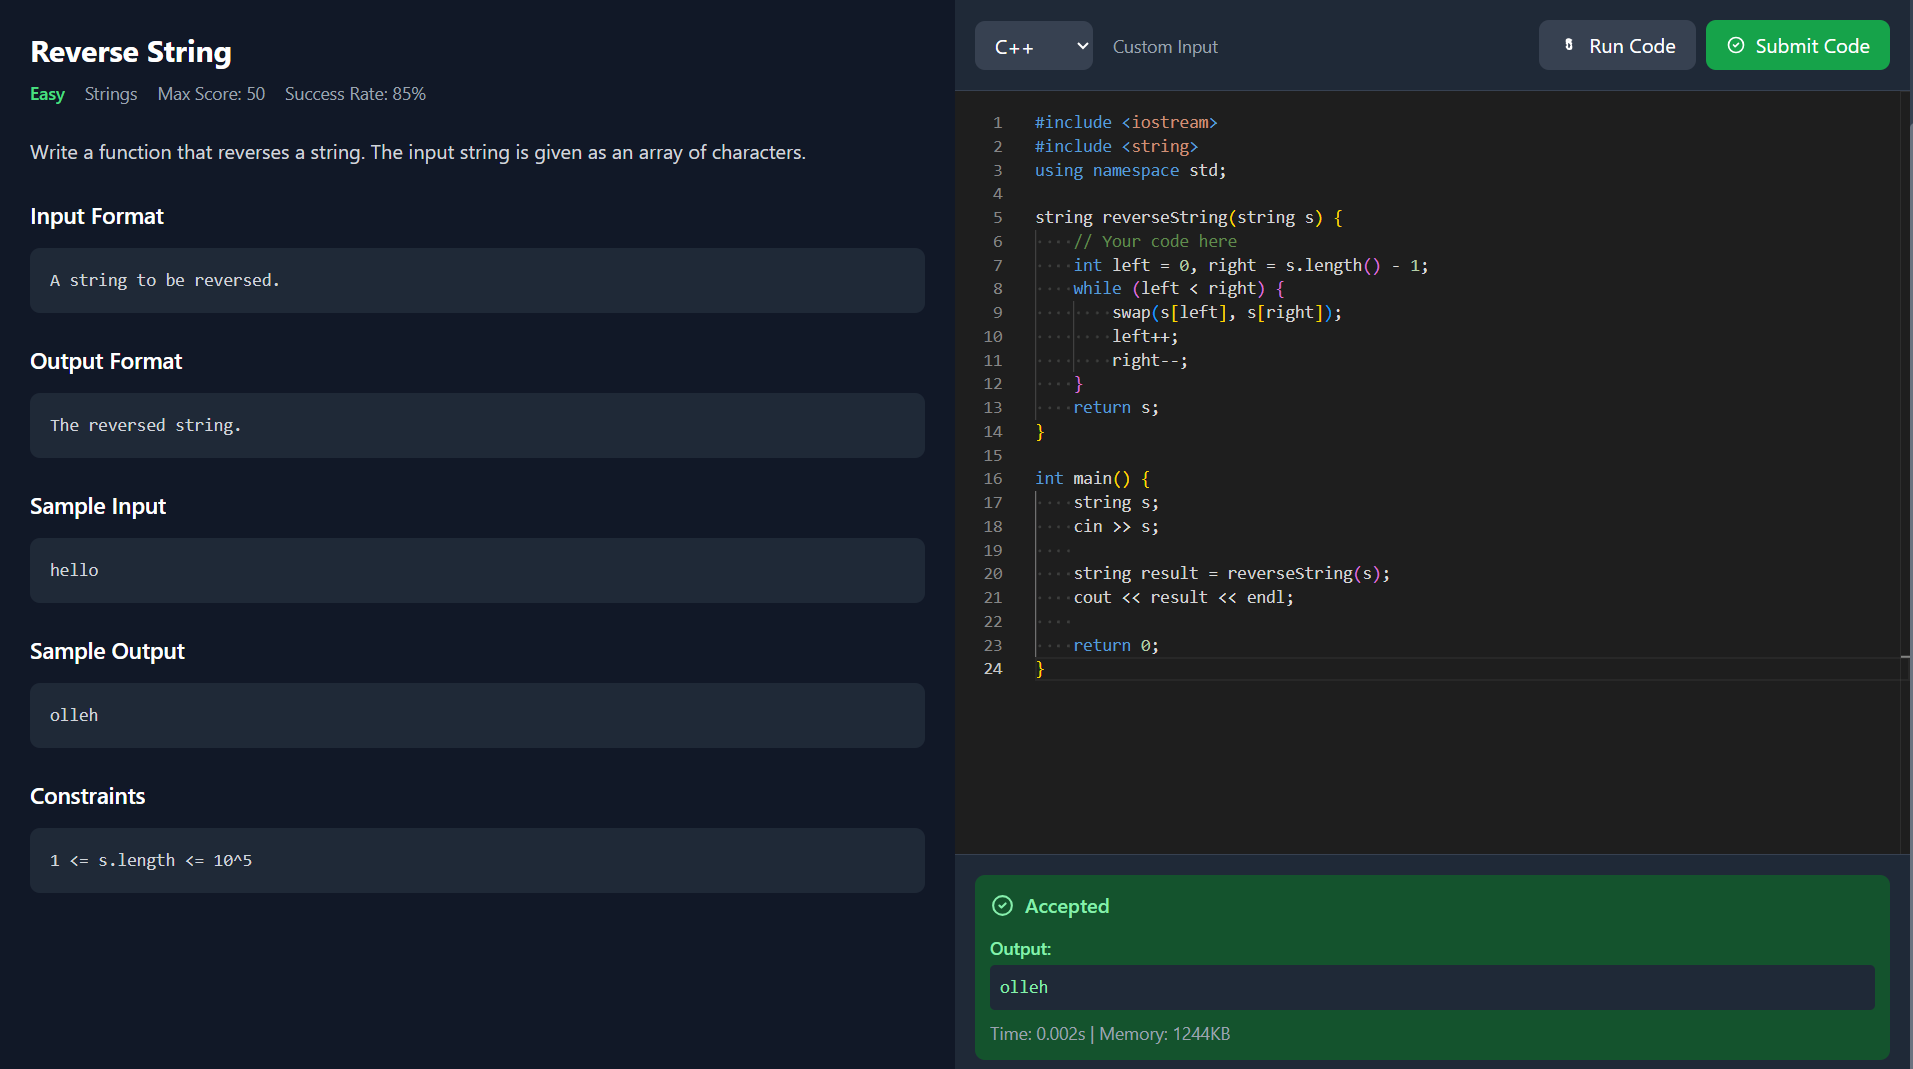 Reverse String
Easy Strings Max Score: 50 Success Rate: 85%
Write a function that reverses a string. The input string is given as an array of characters.
Input Format
A string to be reversed.
Output Format
The reversed string.
Sample Input
hello
Sample Output
olleh
Constraints
1 <= s.length <= 10^5
C++ Custom Input Run Code Submit Code
1 #include <iostream>
2 #include <string>
3 using namespace std;
4
5 string reverseString(string s) {
6     // Your code here
7     int left = 0, right = s.length() - 1;
8     while (left < right) {
9         swap(s[left], s[right]);
10         left++;
11         right--;
12     }
13     return s;
14 }
15
16 int main() {
17     string s;
18     cin >> s;
19
20     string result = reverseString(s);
21     cout << result << endl;
22
23     return 0;
24 }
Accepted
Output:
olleh
Time: 0.002s | Memory: 1244KB